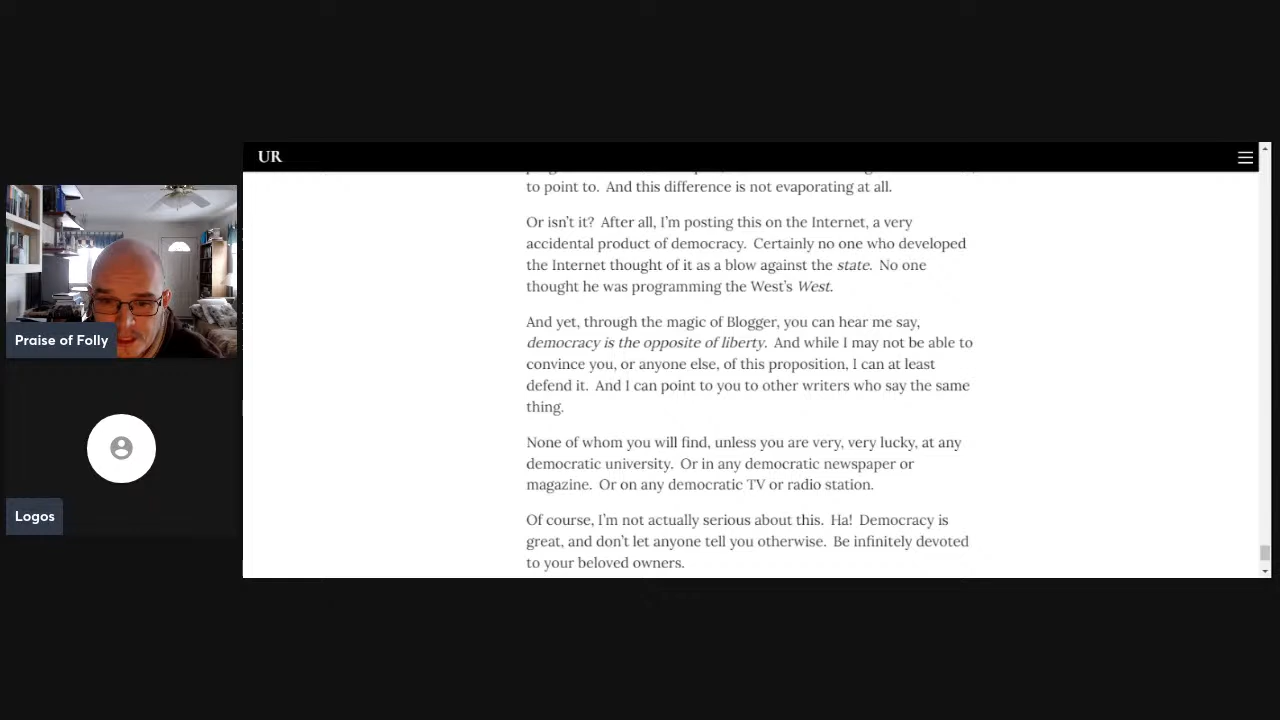 UR
to point to. And this difference is not evaporating at all.
Or isn't it? After all, I'm posting this on the Internet, a very
accidental product of democracy. Certainly no one who developed
the Internet thought of it as a blow against the state. No one
thought he was programming the West's West.
And yet, through the magic of Blogger, you can hear me say,
democracy is the opposite of liberty. And while I may not be able to
convince you, or anyone else, of this proposition, I can at least
defend it. And I can point to you to other writers who say the same
thing.
None of whom you will find, unless you are very, very lucky, at any
democratic university. Or in any democratic newspaper or
magazine. Or on any democratic TV or radio station.
Of course, I'm not actually serious about this. Ha! Democracy is
great, and don't let anyone tell you otherwise. Be infinitely devoted
to your beloved owners.
Praise of Folly
Logos